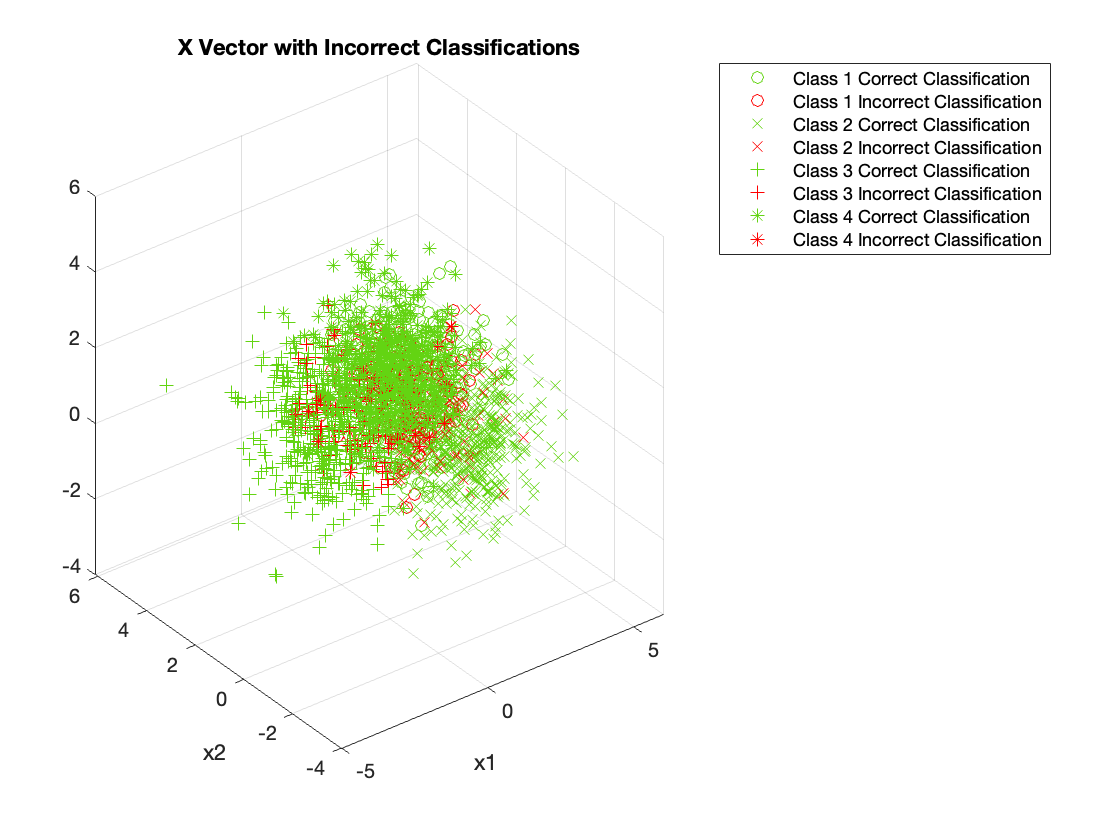 X Vector with Incorrect Classifications
Class 1 Correct Classification
Class 1 Incorrect Classification
Class 2 Correct Classification
Class 2 Incorrect Classification
Class 3 Correct Classification
Class 3 Incorrect Classification
Class 4 Correct Classification
Class 4 Incorrect Classification
6
4
2
0
-2
-4
6
4
2
0
-2
-4
x2
-5
0
5
x1